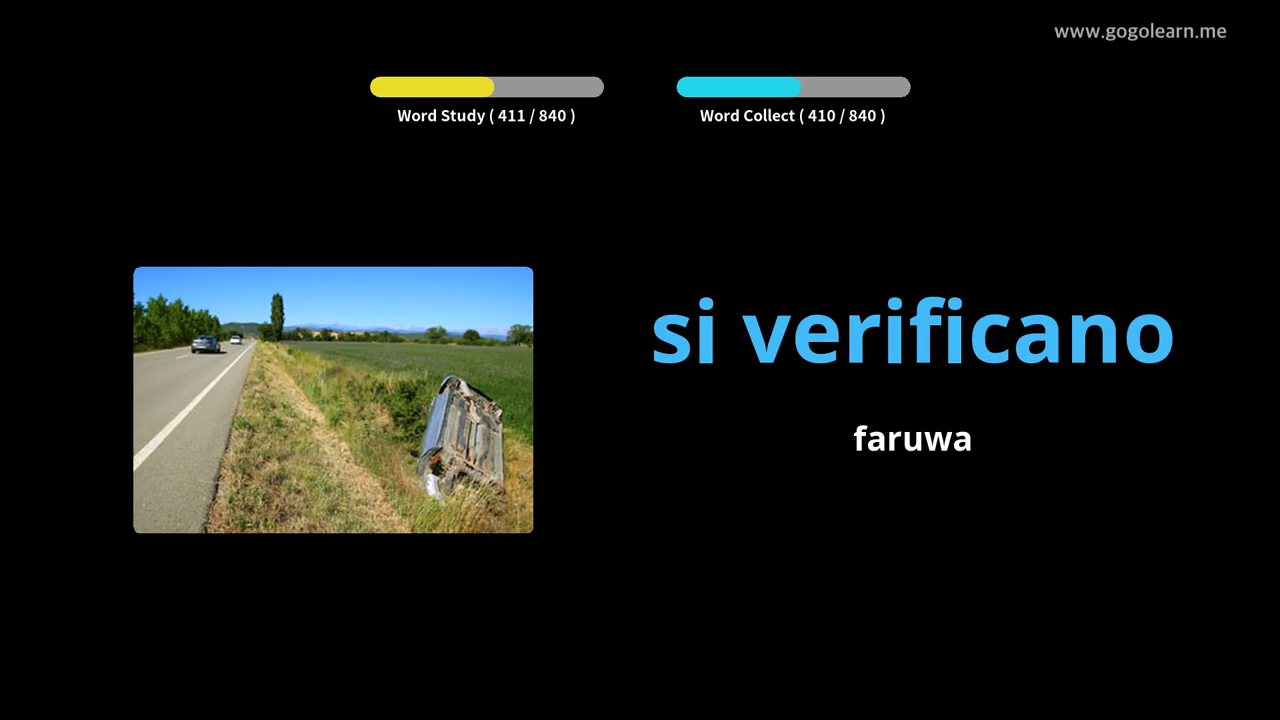 www.gogolearn.me
Word Study ( 411 / 840 )
Word Collect ( 410 / 840 )
si verificano
faruwa